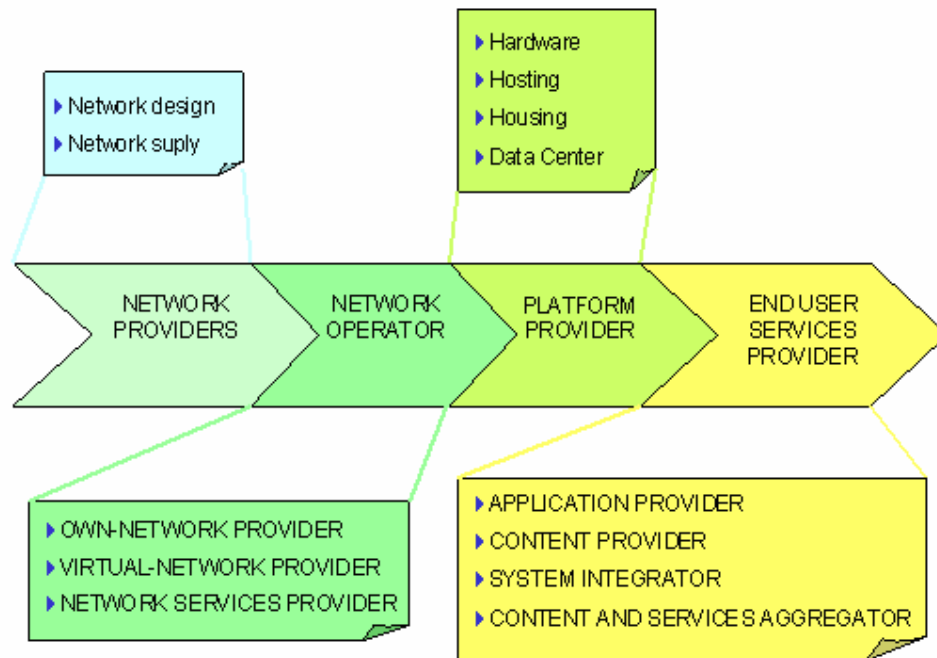 Hardware
Hosting
Housing
Data Center
Network design
Network suply
NETWORK
PROVIDERS
NETWORK
OPERATOR
PLATFORM
PROVIDER
END USER
SERVICES
PROVIDER
OWN-NETWORK PROVIDER
VIRTUAL-NETWORK PROVIDER
NETWORK SERVICES PROVIDER
APPLICATION PROVIDER
CONTENT PROVIDER
SYSTEM INTEGRATOR
CONTENT AND SERVICES AGGREGATOR